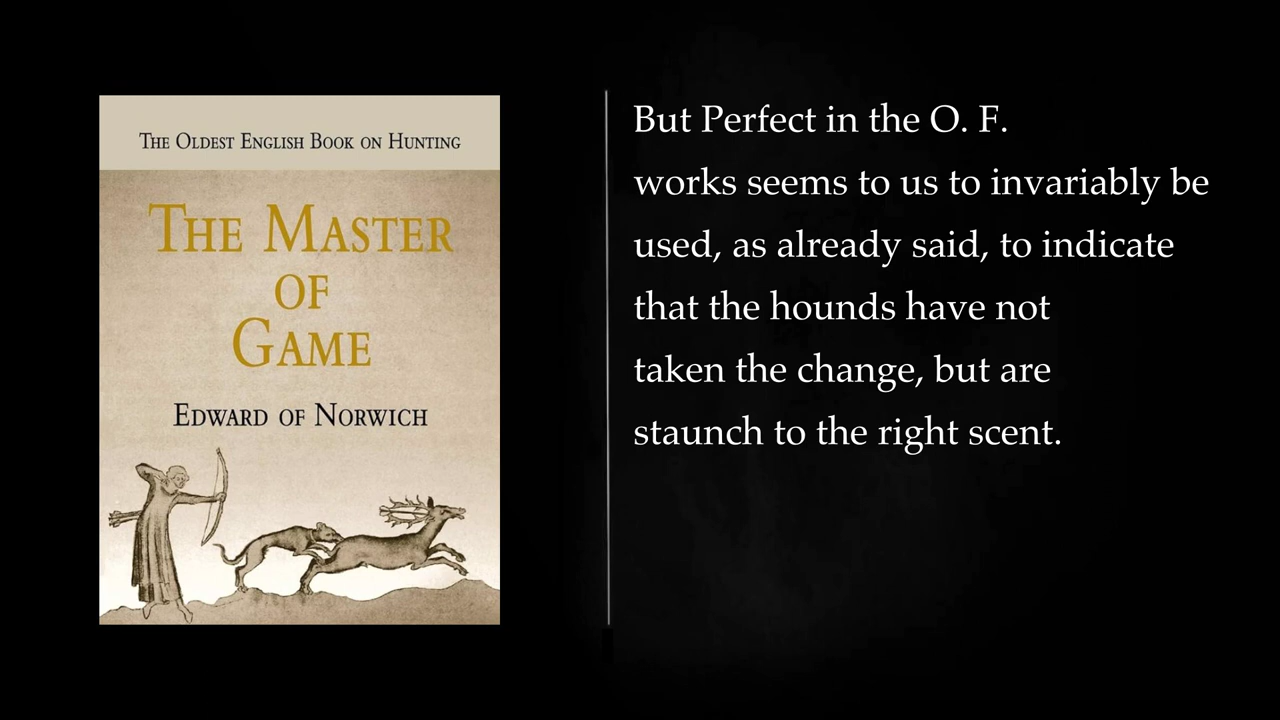 The Oldest English Book on Hunting
The Master
of
Game
Edward of Norwich
But Perfect in the O. F.
works seems to us to invariably be
used, as already said, to indicate
that the hounds have not
taken the change, but are
staunch to the right scent.